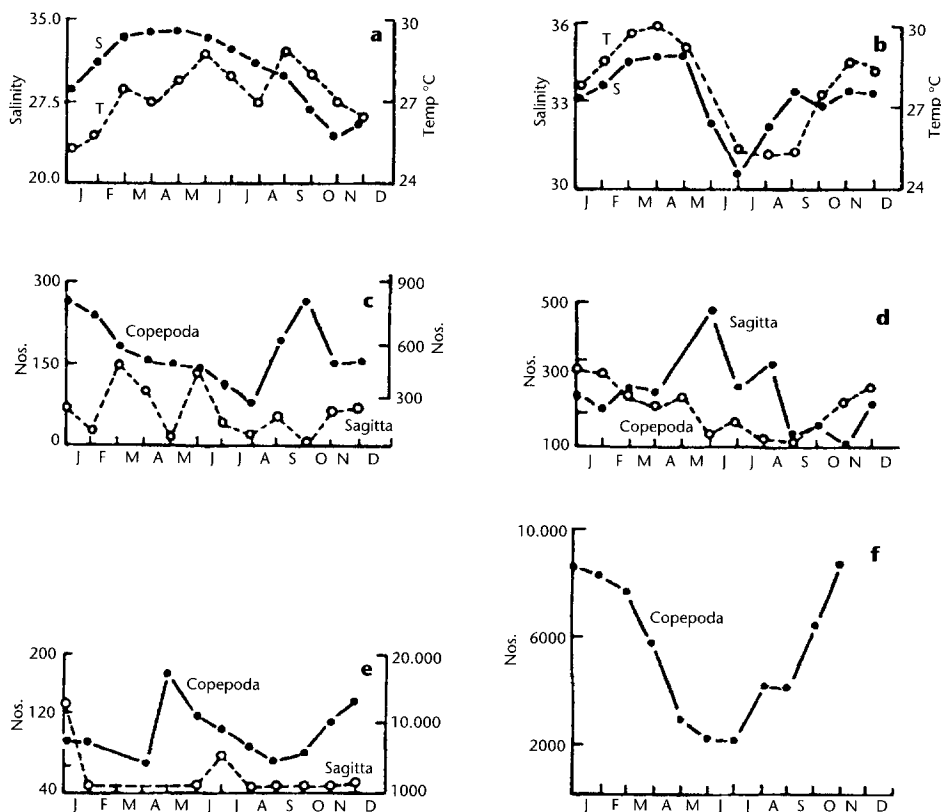 35.0
30
a
S
Salinity
27.5
27
Temp °C
T
20.0
24
J F M A M J J A S O N D
36
30
b
T
S
Salinity
33
27
Temp °C
30
24
J F M A M J J A S O N D
300
900
c
Copepoda
Nos.
600
Nos.
150
300
Sagitta
0
J F M A M J J A S O N D
500
d
Sagitta
Nos.
300
Copepoda
100
J F M A M J J A S O N D
200
20.000
e
Copepoda
Nos.
120
10.000
Sagitta
40
1000
J F M A M J J A S O N D
10.000
f
Copepoda
Nos.
6000
2000
J F M A M J J A S O N D